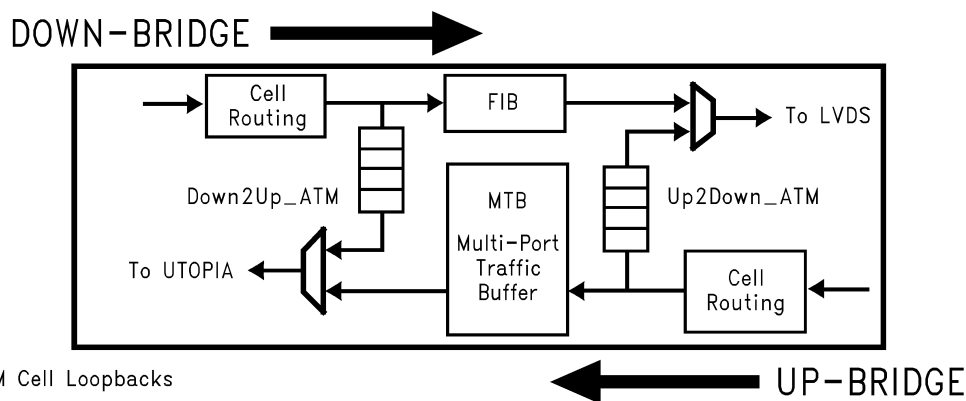 DOWN-BRIDGE
Cell
Routing
FIB
To LVDS
Down2Up_ATM
MTB
Multi-Port
Traffic
Buffer
Up2Down_ATM
To UTOPIA
Cell
Routing
Cell Loopbacks
UP-BRIDGE